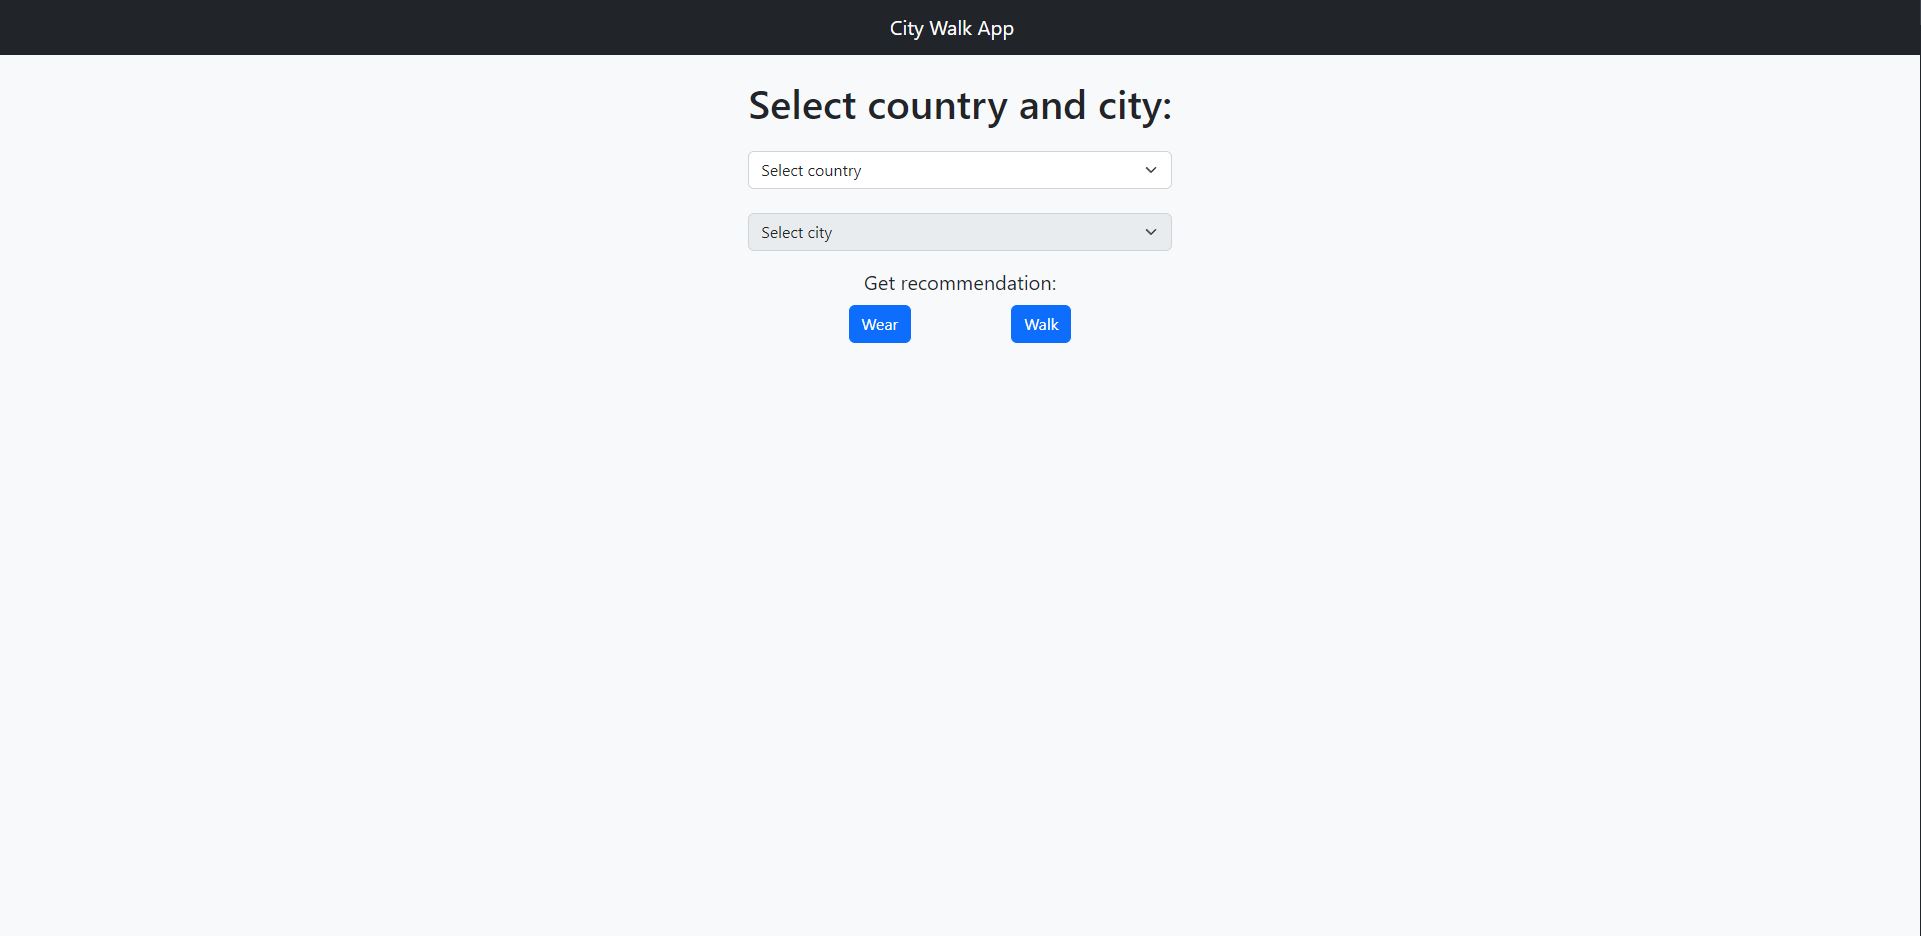 City Walk App
Select country and city:
Select country
Select city
Get recommendation:
Wear Walk